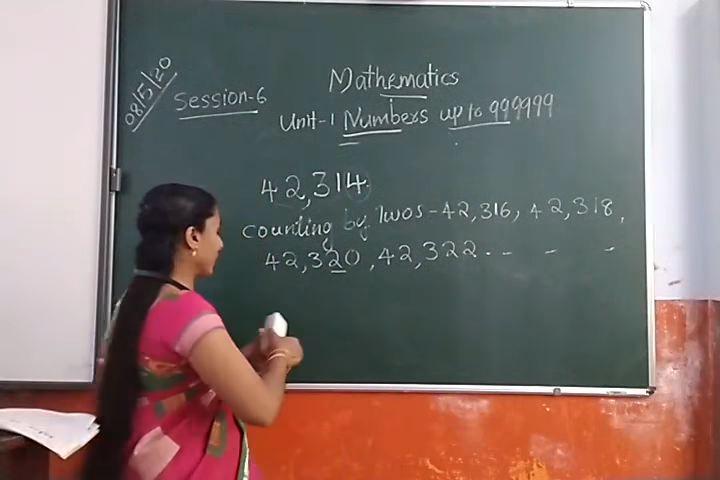 08/5/20
Session-6
Mathematics
Unit-1 Numbers up to 999999
42,314.
counting by Twos - 42,316, 42,318,
42,320, 42,322 . - - -